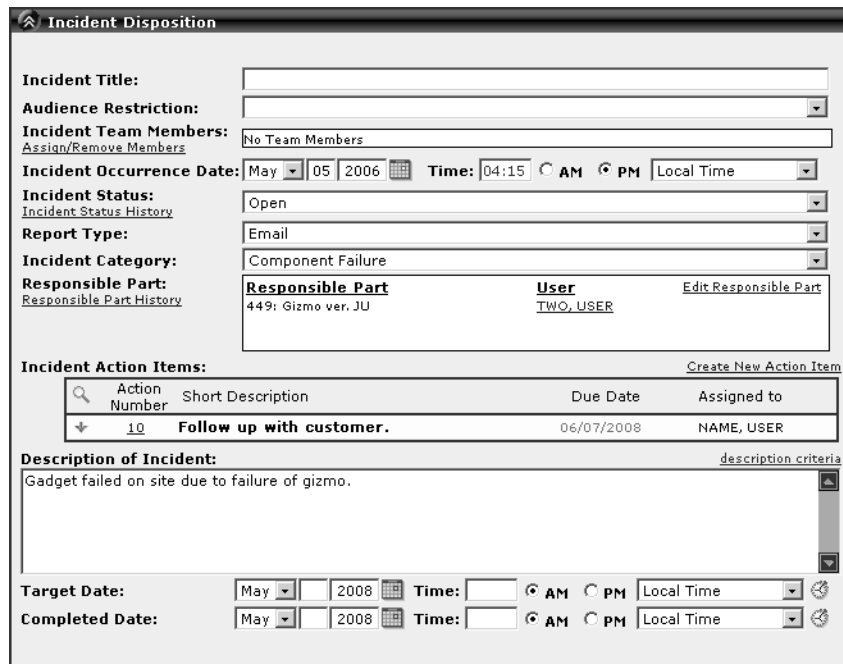 Incident Disposition
Incident Title:
Audience Restriction:
Incident Team Members: No Team Members
Assign/Remove Members
Incident Occurrence Date: May 05 2006 Time: 04:15 AM PM Local Time
Incident Status: Open
Incident Status History
Report Type: Email
Incident Category: Component Failure
Responsible Part: Responsible Part User Edit Responsible Part
Responsible Part History 449: Gizmo ver. JU TWO, USER
Incident Action Items: Create New Action Item
Action Number Short Description Due Date Assigned to
10 Follow up with customer. 06/07/2008 NAME, USER
Description of Incident: description criteria
Gadget failed on site due to failure of gizmo.
Target Date: May 2008 Time: AM PM Local Time
Completed Date: May 2008 Time: AM PM Local Time